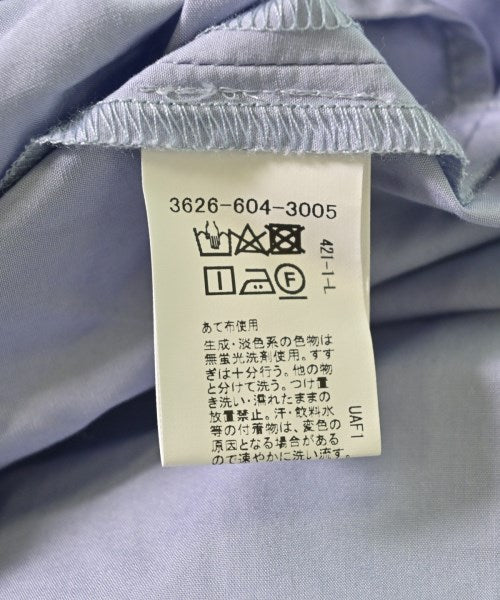 3626-604-3005
421-1-L
F
あて布使用
生成・淡色系の色物は
無蛍光洗剤使用。すす
ぎは十分行う。他の物
と分けて洗う。つけ置
き洗い・濡れたままの
放置禁止。汗・飲料水
等の付着物は、変色の
原因となる場合がある
ので速やかに洗い流す。
UAF1